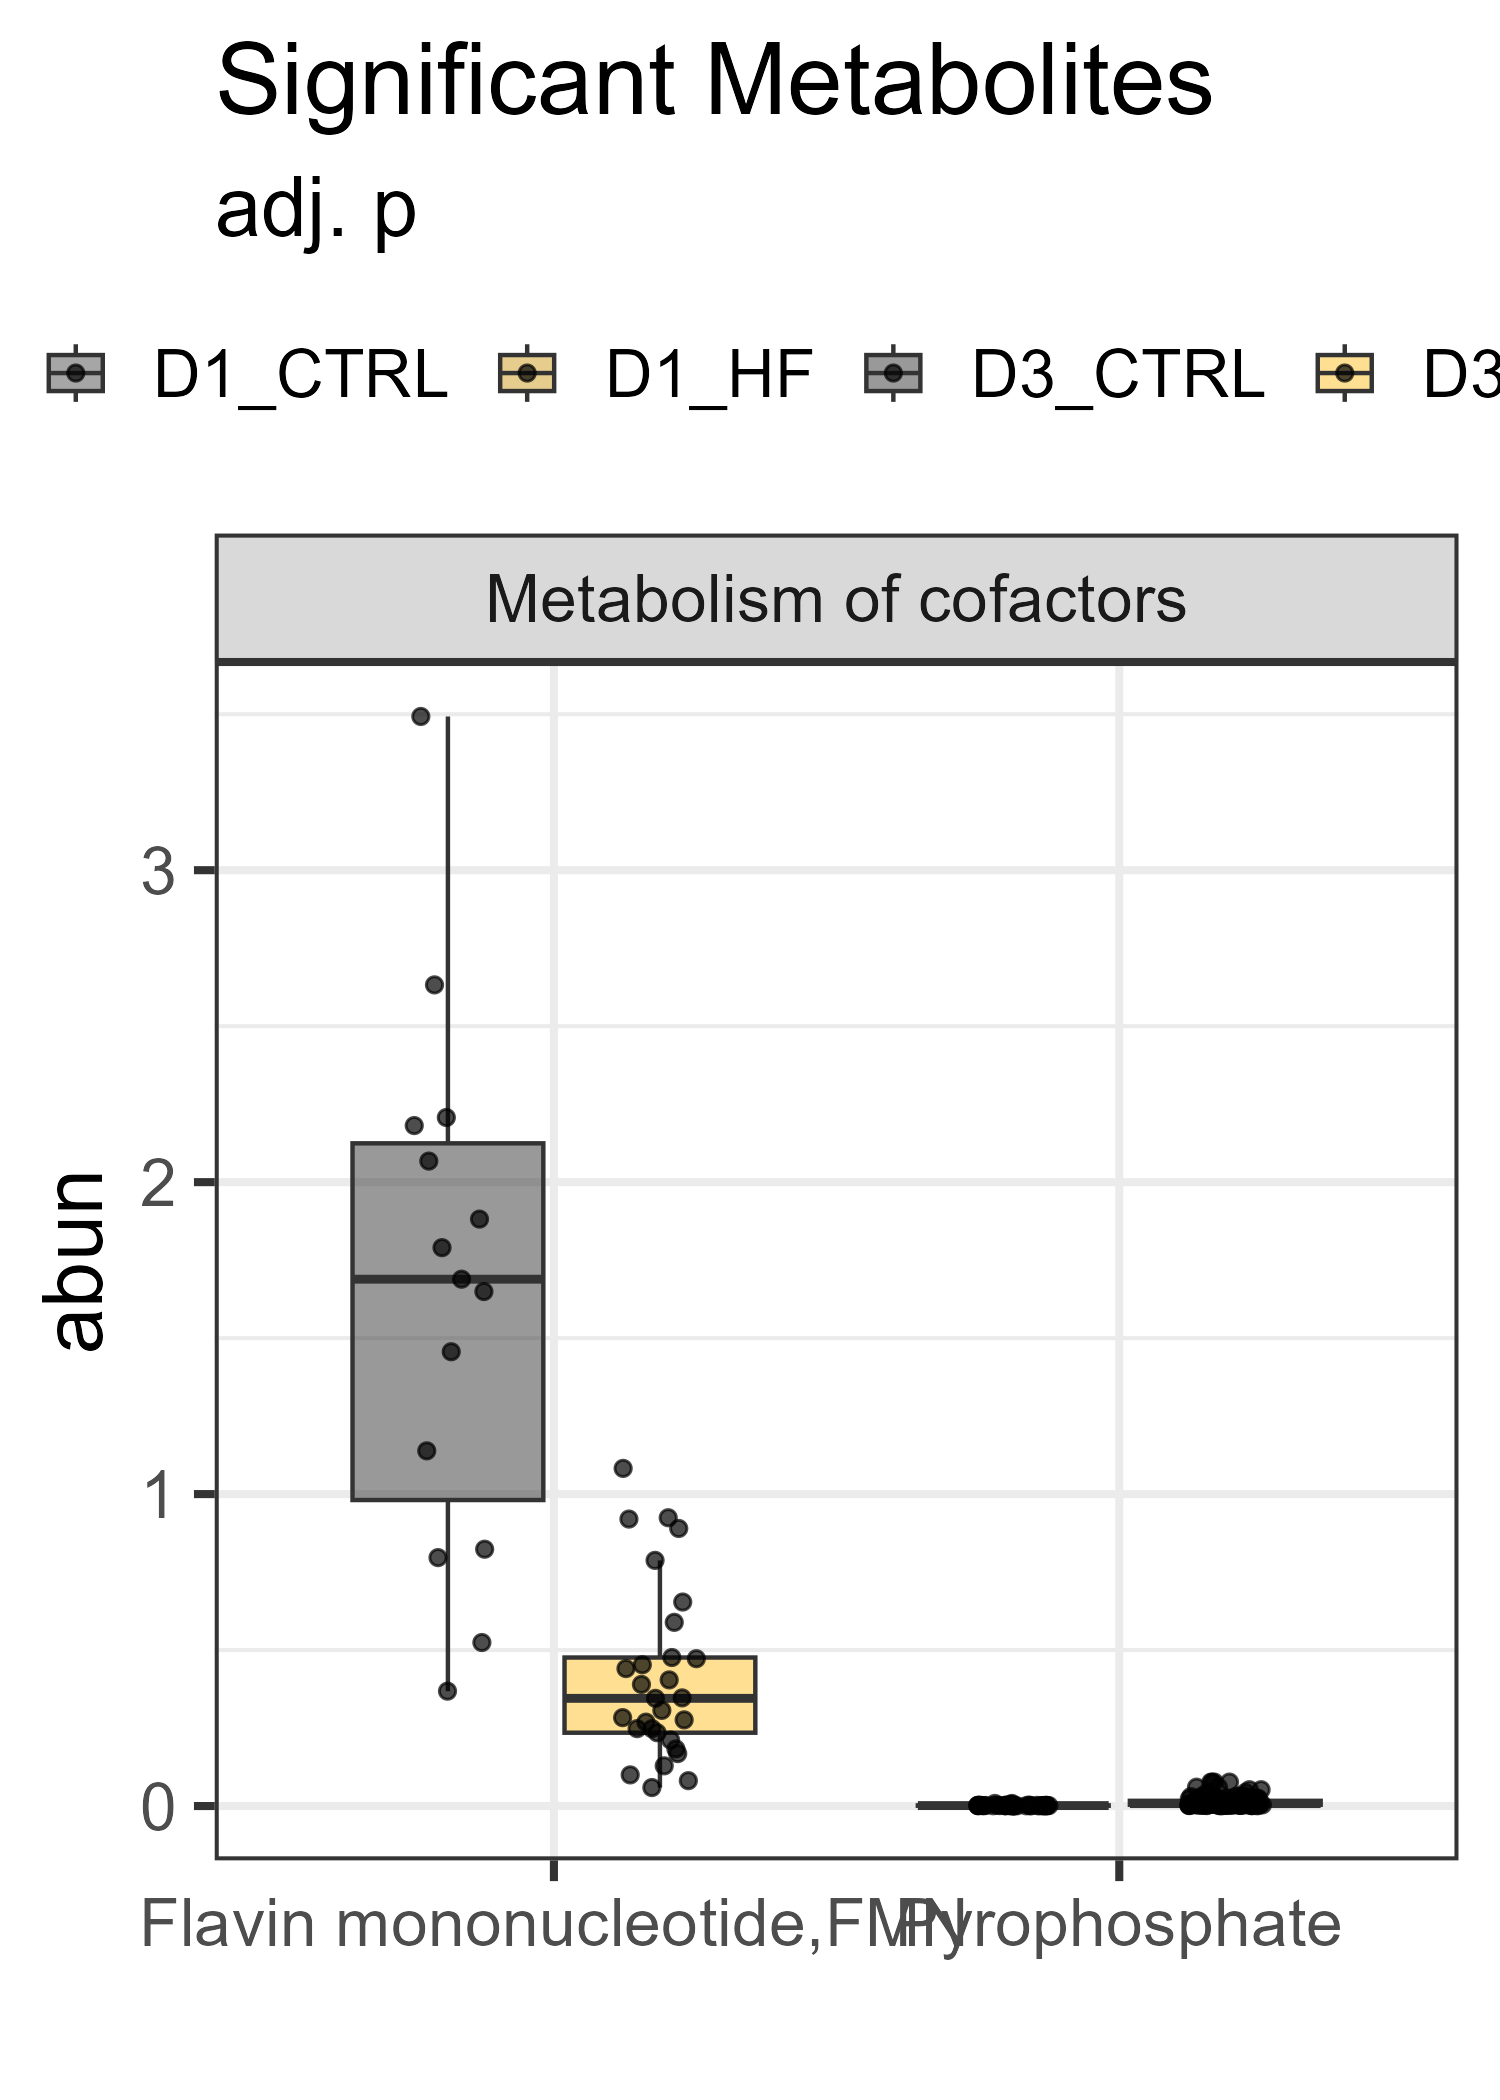 Significant Metabolites
adj. p
D1_CTRL D1_HF D3_CTRL D3
Metabolism of cofactors
abun
3
2
1
0
Flavin mononucleotide,FMN Pyrophosphate